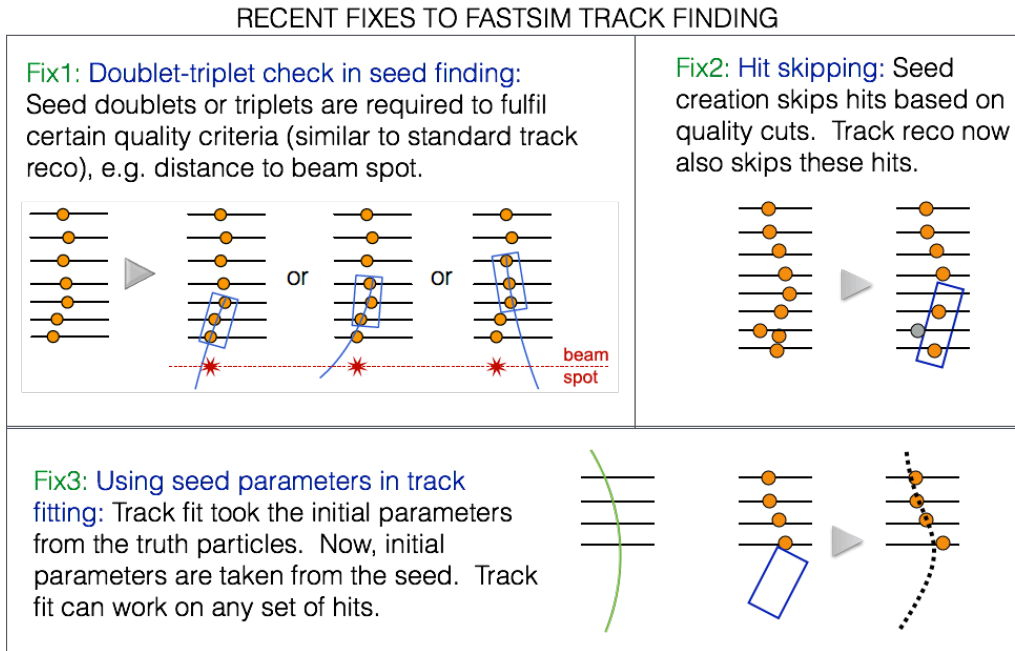 RECENT FIXES TO FASTSIM TRACK FINDING
Fix1: Doublet-triplet check in seed finding:
Seed doublets or triplets are required to fulfil
certain quality criteria (similar to standard track
reco), e.g. distance to beam spot.
or
or
beam
spot
Fix2: Hit skipping: Seed
creation skips hits based on
quality cuts.  Track reco now
also skips these hits.
Fix3: Using seed parameters in track
fitting: Track fit took the initial parameters
from the truth particles.  Now, initial
parameters are taken from the seed.  Track
fit can work on any set of hits.